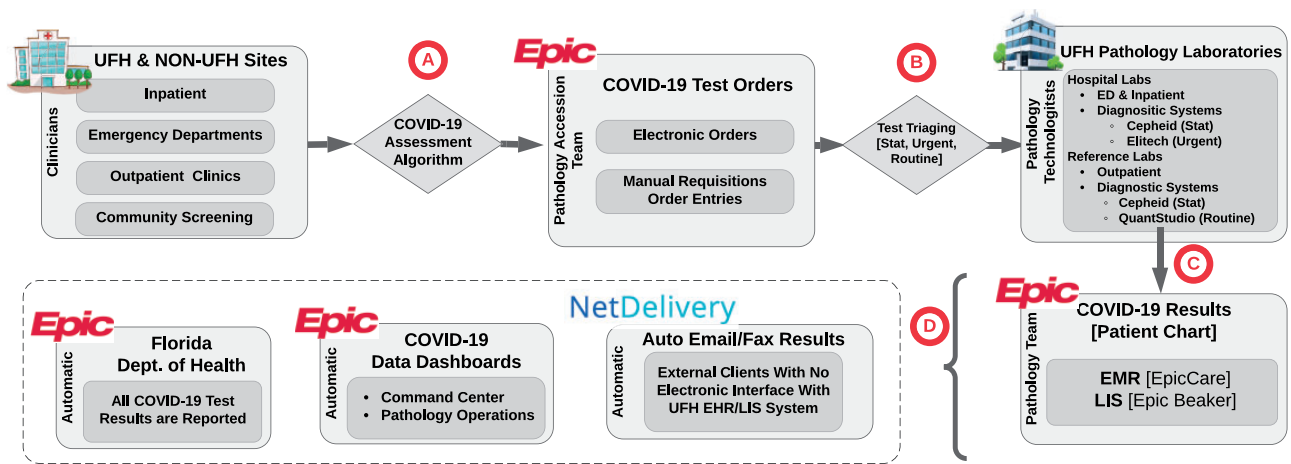 UFH & NON-UFH Sites
Clinicians
Inpatient
Emergency Departments
Outpatient Clinics
Community Screening
A
COVID-19
Assessment
Algorithm
Epic
COVID-19 Test Orders
Pathology Accession
Team
Electronic Orders
Manual Requisitions
Order Entries
B
Test Triaging
[Stat, Urgent,
Routine]
UFH Pathology Laboratories
Pathology
Technologitsts
Hospital Labs
• ED & Inpatient
• Diagnositic Systems
◦ Cepheid (Stat)
◦ Elitech (Urgent)
Reference Labs
• Outpatient
• Diagnostic Systems
◦ Cepheid (Stat)
◦ QuantStudio (Routine)
C
Epic
COVID-19 Results
[Patient Chart]
Pathology Team
EMR [EpicCare]
LIS [Epic Beaker]
D
Epic
Florida
Dept. of Health
Automatic
All COVID-19 Test
Results are Reported
Epic
COVID-19
Data Dashboards
Automatic
• Command Center
• Pathology Operations
NetDelivery
Auto Email/Fax Results
Automatic
External Clients With No
Electronic Interface With
UFH EHR/LIS System